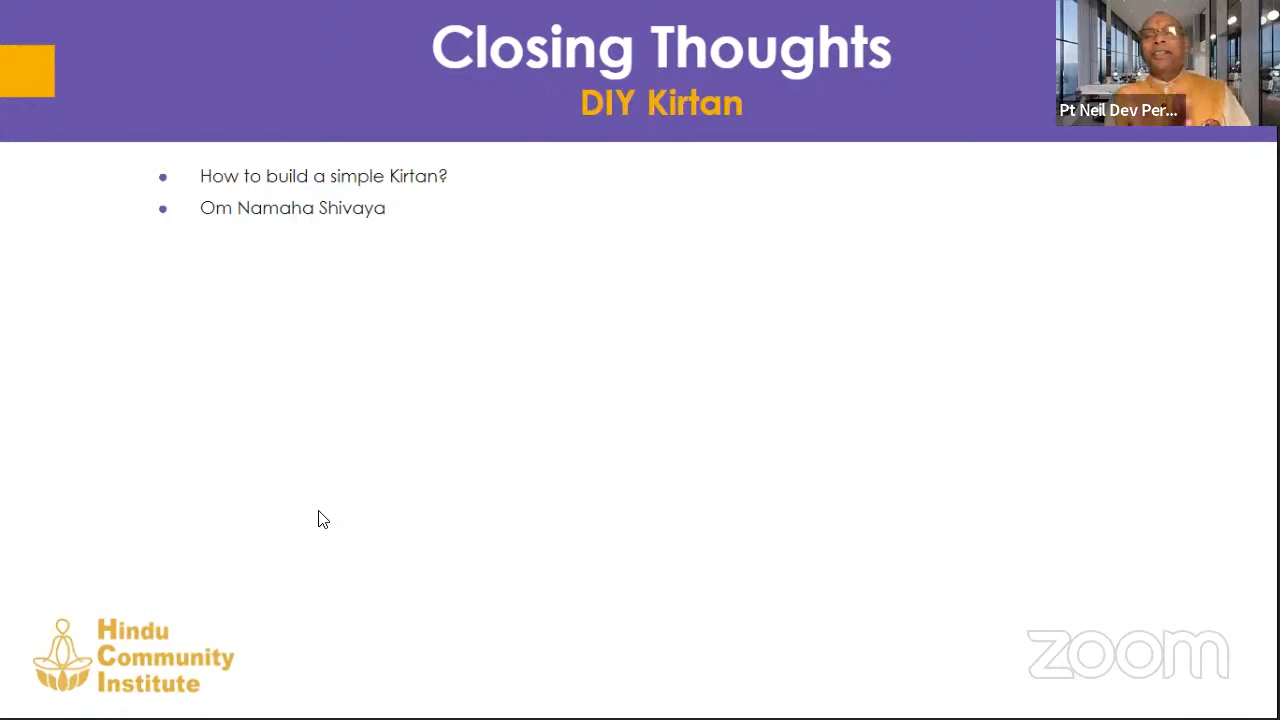 Closing Thoughts
DIY Kirtan
Pt Neil Dev Per...
How to build a simple Kirtan?
Om Namaha Shivaya
Hindu
Community
Institute
zoom